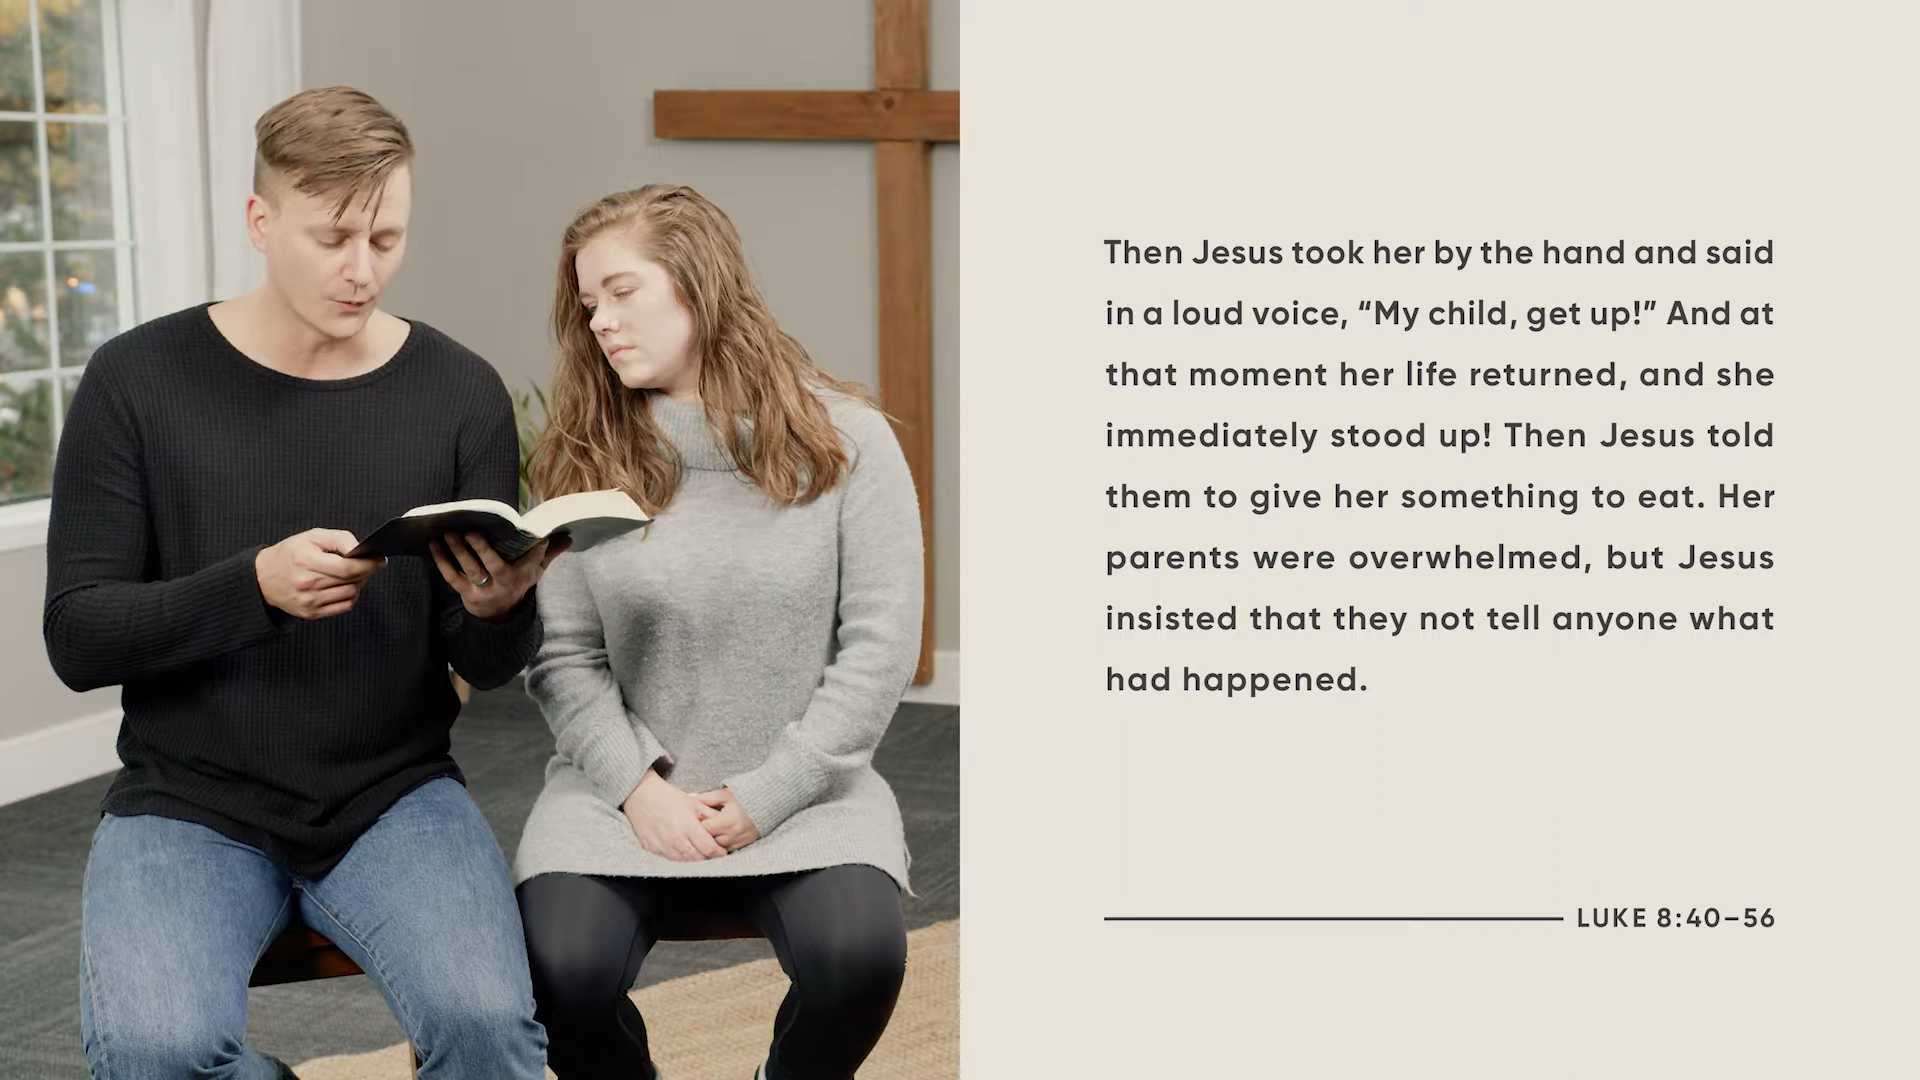 Then Jesus took her by the hand and said
in a loud voice, “My child, get up!” And at
that moment her life returned, and she
immediately stood up! Then Jesus told
them to give her something to eat. Her
parents were overwhelmed, but Jesus
insisted that they not tell anyone what
had happened.
LUKE 8:40–56